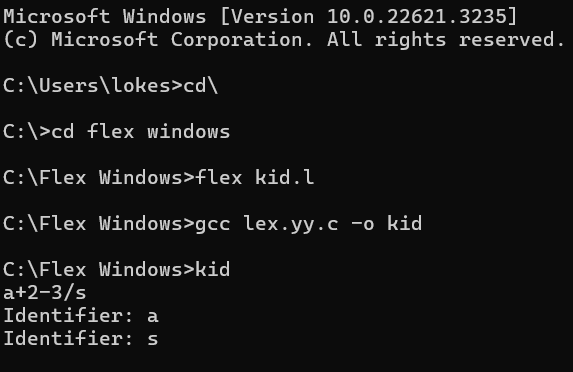 Microsoft Windows [Version 10.0.22621.3235]
(c) Microsoft Corporation. All rights reserved.
C:\Users\lokes>cd\
C:\>cd flex windows
C:\Flex Windows>flex kid.l
C:\Flex Windows>gcc lex.yy.c -o kid
C:\Flex Windows>kid
a+2-3/s
Identifier: a
Identifier: s